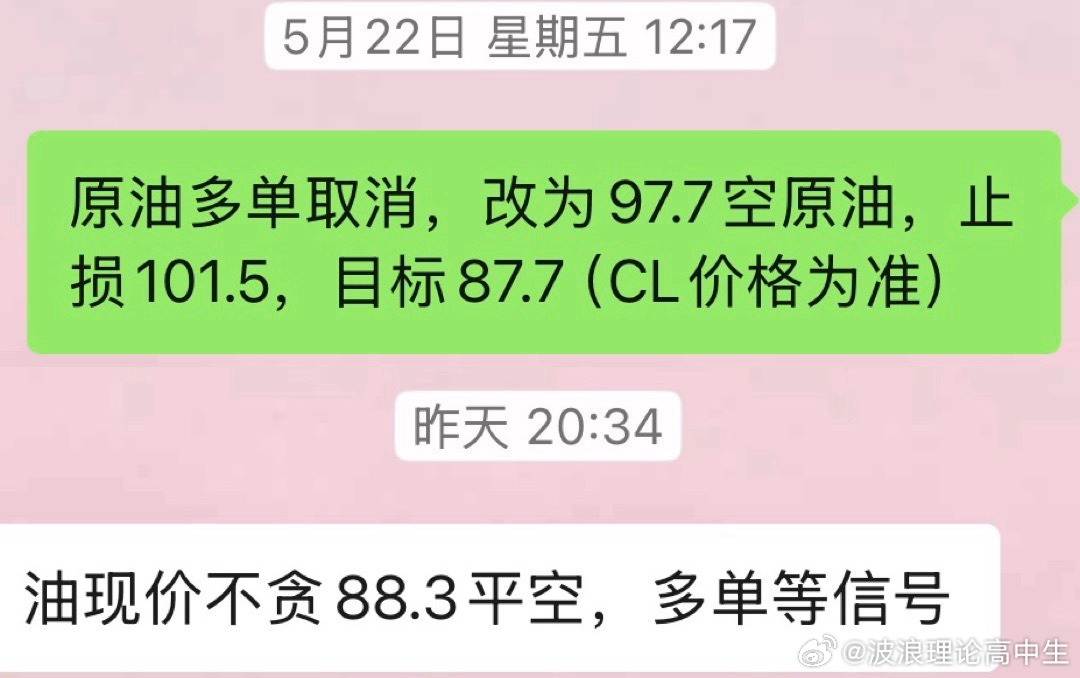 5月22日 星期五 12:17
原油多单取消，改为97.7空原油，止
损101.5，目标87.7（CL价格为准）
昨天 20:34
油现价不贪88.3平空，多单等信号
@波浪理论高中生